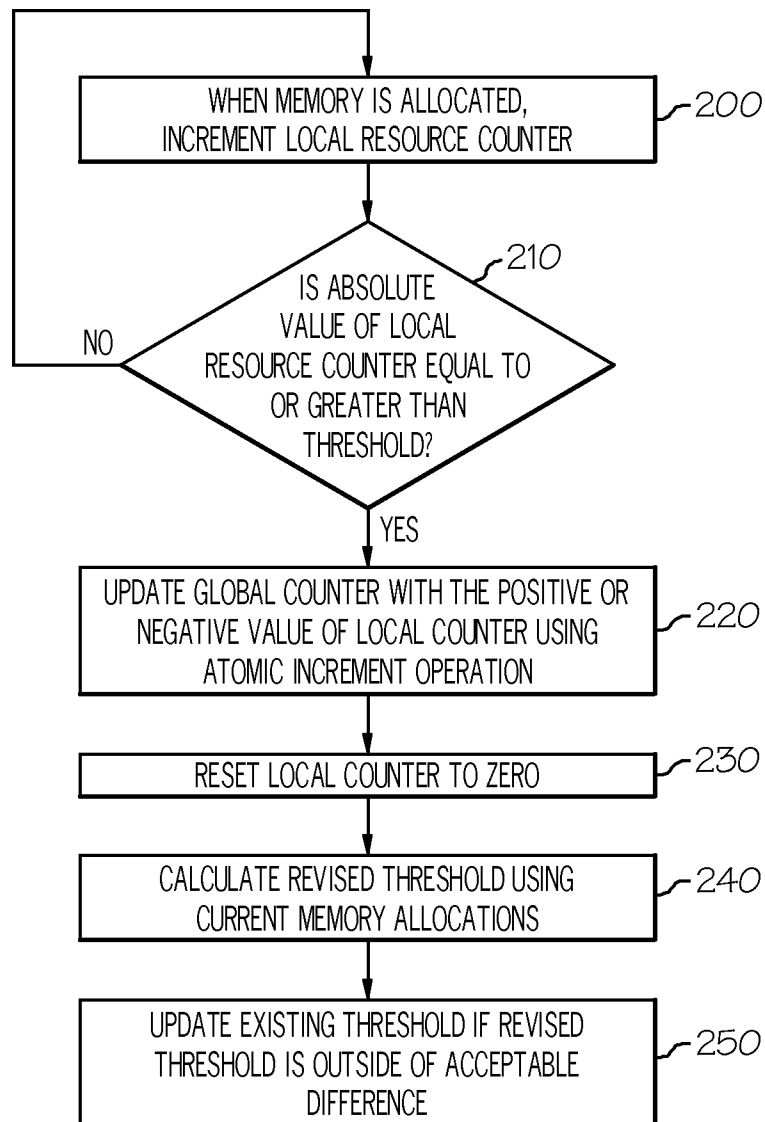 WHEN MEMORY IS ALLOCATED,
INCREMENT LOCAL RESOURCE COUNTER
200
210
IS ABSOLUTE
VALUE OF LOCAL
RESOURCE COUNTER EQUAL TO
OR GREATER THAN
THRESHOLD?
NO
YES
UPDATE GLOBAL COUNTER WITH THE POSITIVE OR
NEGATIVE VALUE OF LOCAL COUNTER USING
ATOMIC INCREMENT OPERATION
220
RESET LOCAL COUNTER TO ZERO
230
CALCULATE REVISED THRESHOLD USING
CURRENT MEMORY ALLOCATIONS
240
UPDATE EXISTING THRESHOLD IF REVISED
THRESHOLD IS OUTSIDE OF ACCEPTABLE
DIFFERENCE
250